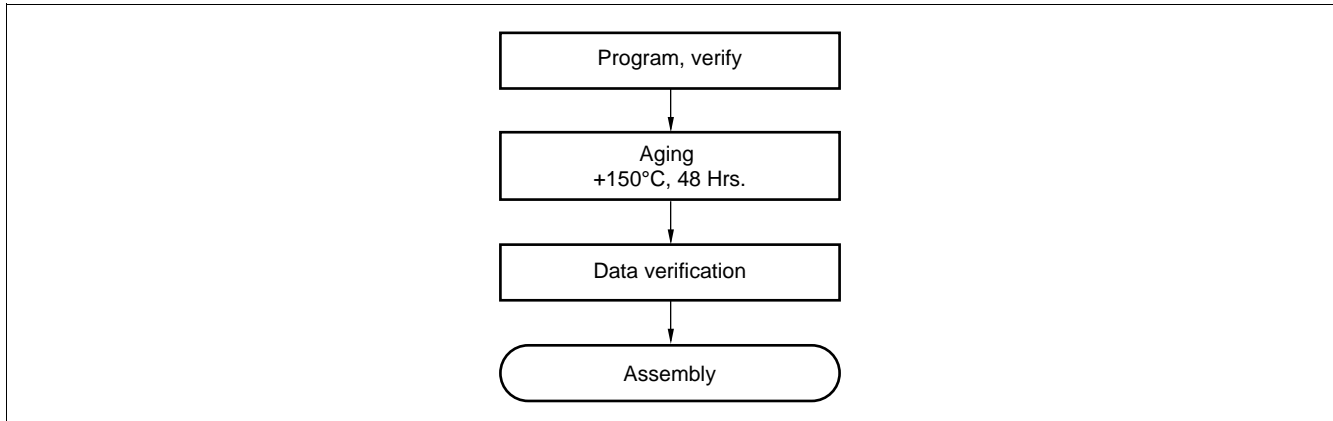 Program, verify
Aging
+150°C, 48 Hrs.
Data verification
Assembly